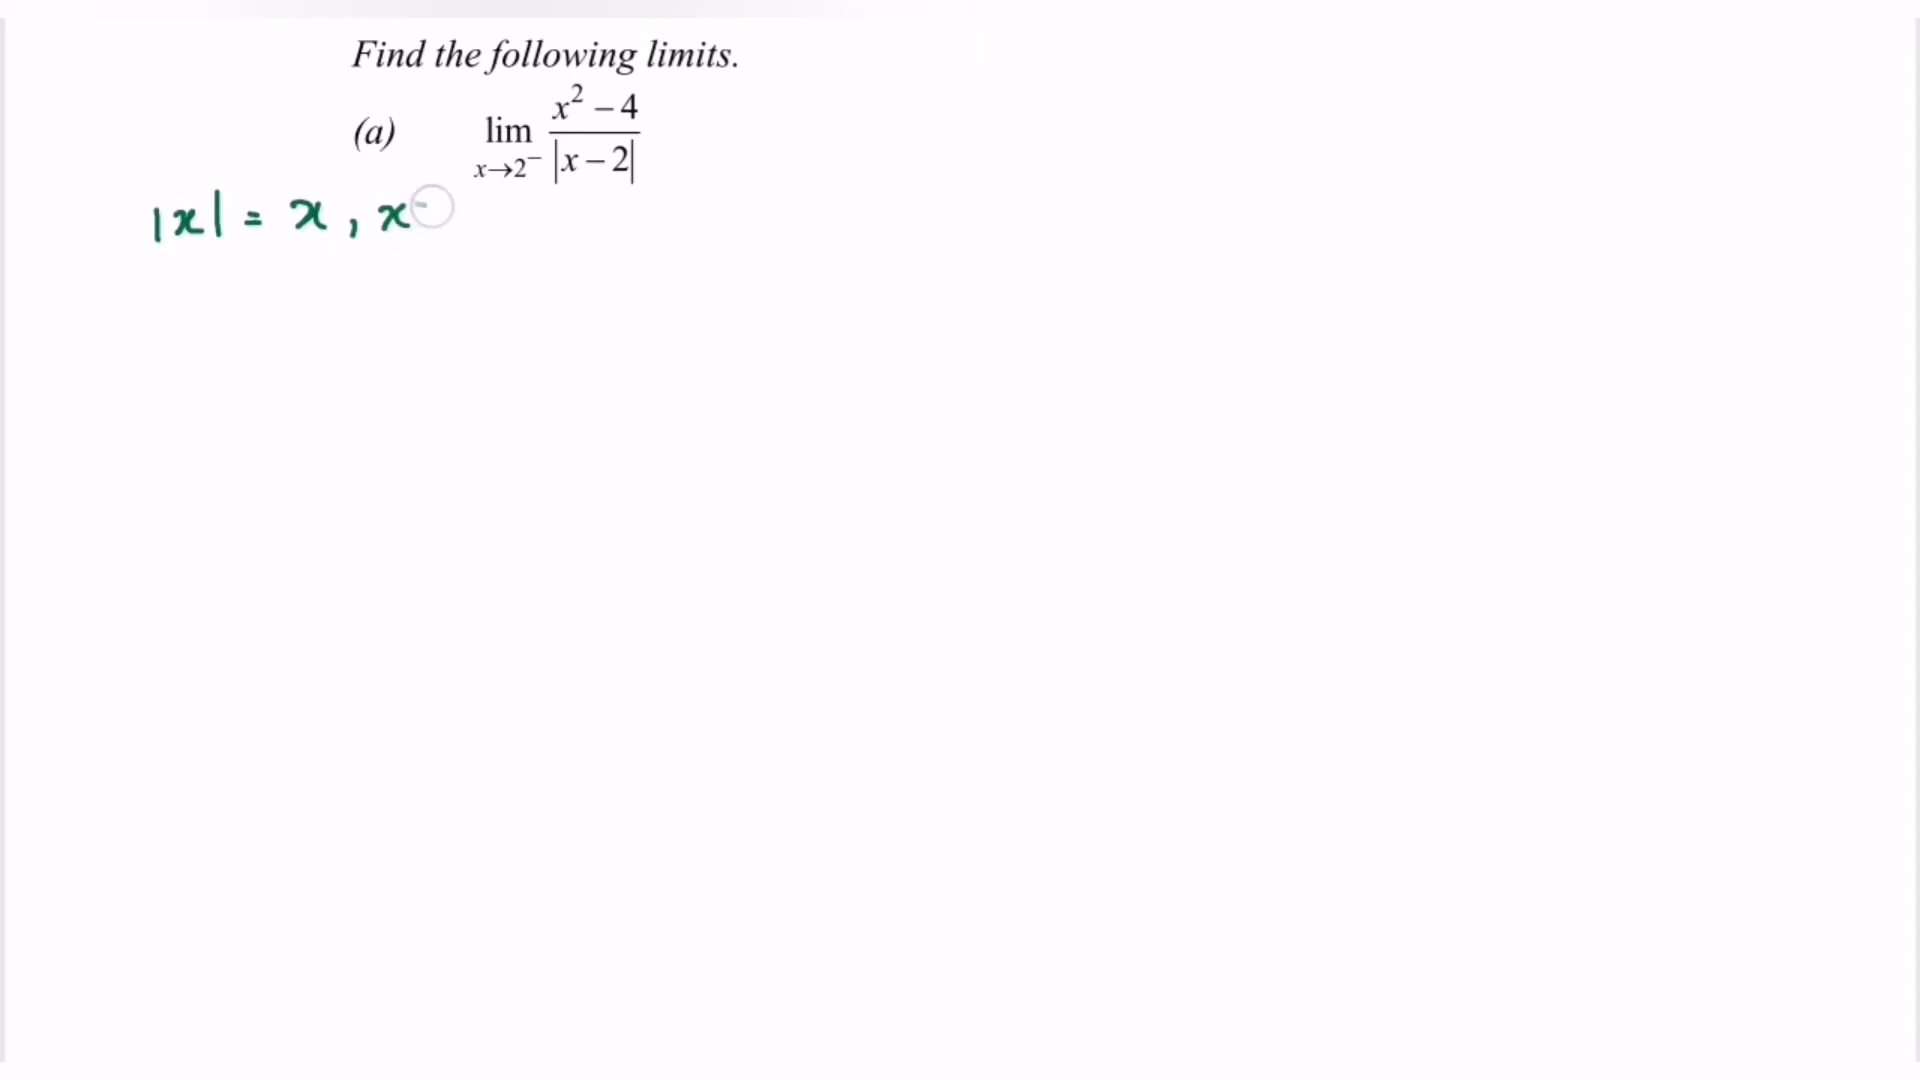 Find the following limits.
(a) lim x→2⁻ x² – 4 / |x – 2|
|x| = x , x